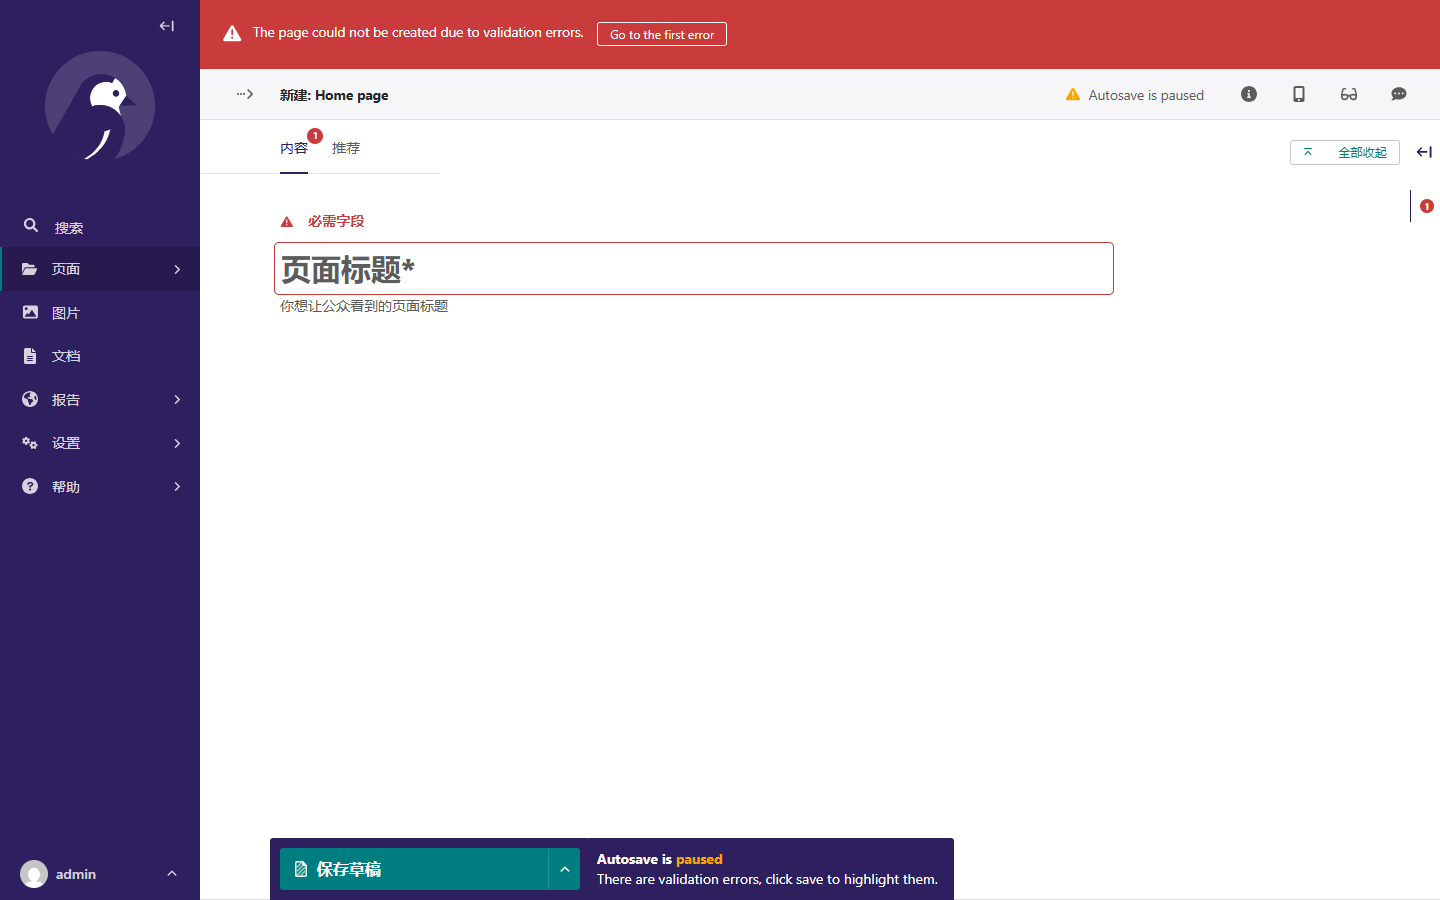 The page could not be created due to validation errors.
Go to the first error
新建: Home page
Autosave is paused
内容
1
推荐
全部收起
1
搜索
页面
图片
文档
报告
设置
帮助
必需字段
页面标题*
你想让公众看到的页面标题
admin
保存草稿
Autosave is paused
There are validation errors, click save to highlight them.